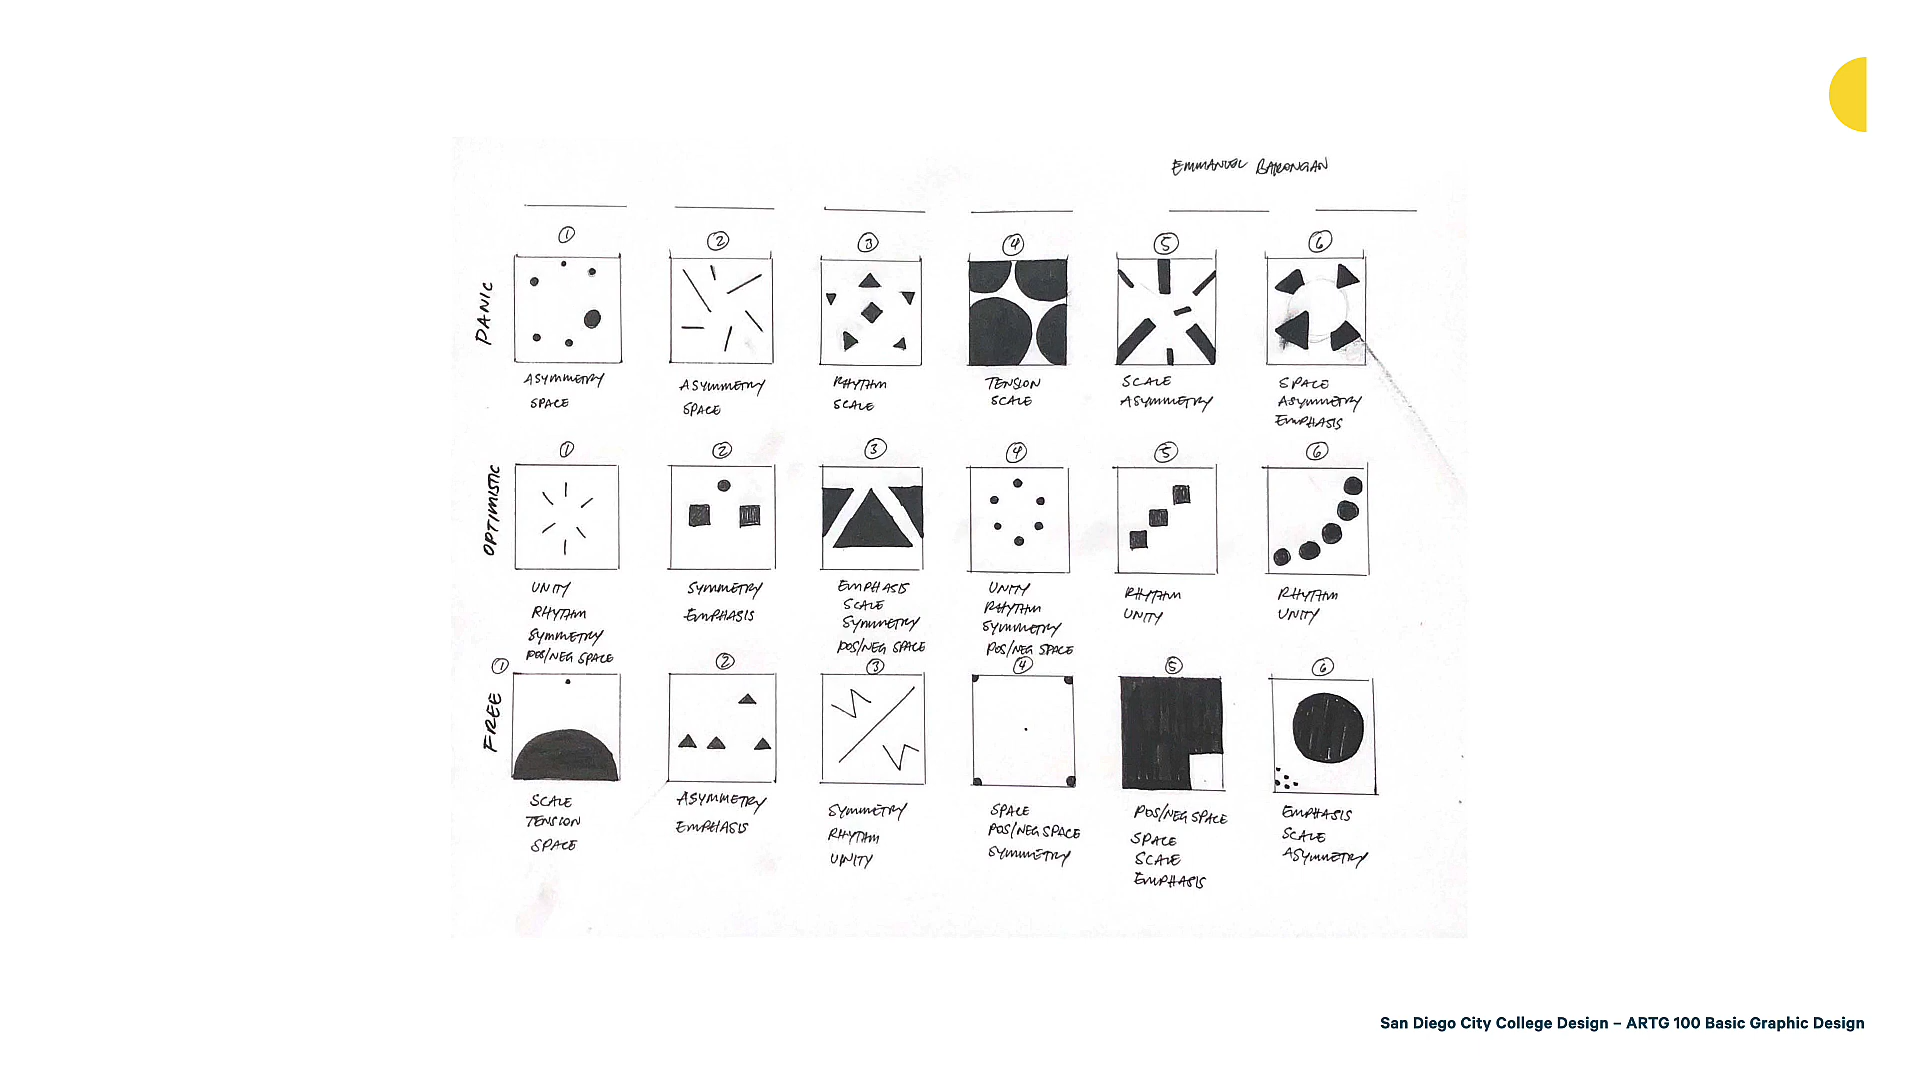 EMMANUEL BARONGAN
① ② ③ ④ ⑤ ⑥
PANIC
ASYMMETRY
SPACE
ASYMMETRY
SPACE
RHYTHM
SCALE
TENSION
SCALE
SCALE
ASYMMETRY
SPACE
ASYMMETRY
EMPHASIS
① ② ③ ④ ⑤ ⑥
OPTIMISTIC
UNITY
RHYTHM
SYMMETRY
POS/NEG SPACE
SYMMETRY
EMPHASIS
EMPHASIS
SCALE
SYMMETRY
POS/NEG SPACE
UNITY
RHYTHM
SYMMETRY
POS/NEG SPACE
RHYTHM
UNITY
RHYTHM
UNITY
① ② ③ ④ ⑤ ⑥
FREE
SCALE
TENSION
SPACE
ASYMMETRY
EMPHASIS
SYMMETRY
RHYTHM
UNITY
SPACE
POS/NEG SPACE
SYMMETRY
POS/NEG SPACE
SPACE
SCALE
EMPHASIS
EMPHASIS
SCALE
ASYMMETRY
San Diego City College Design – ARTG 100 Basic Graphic Design